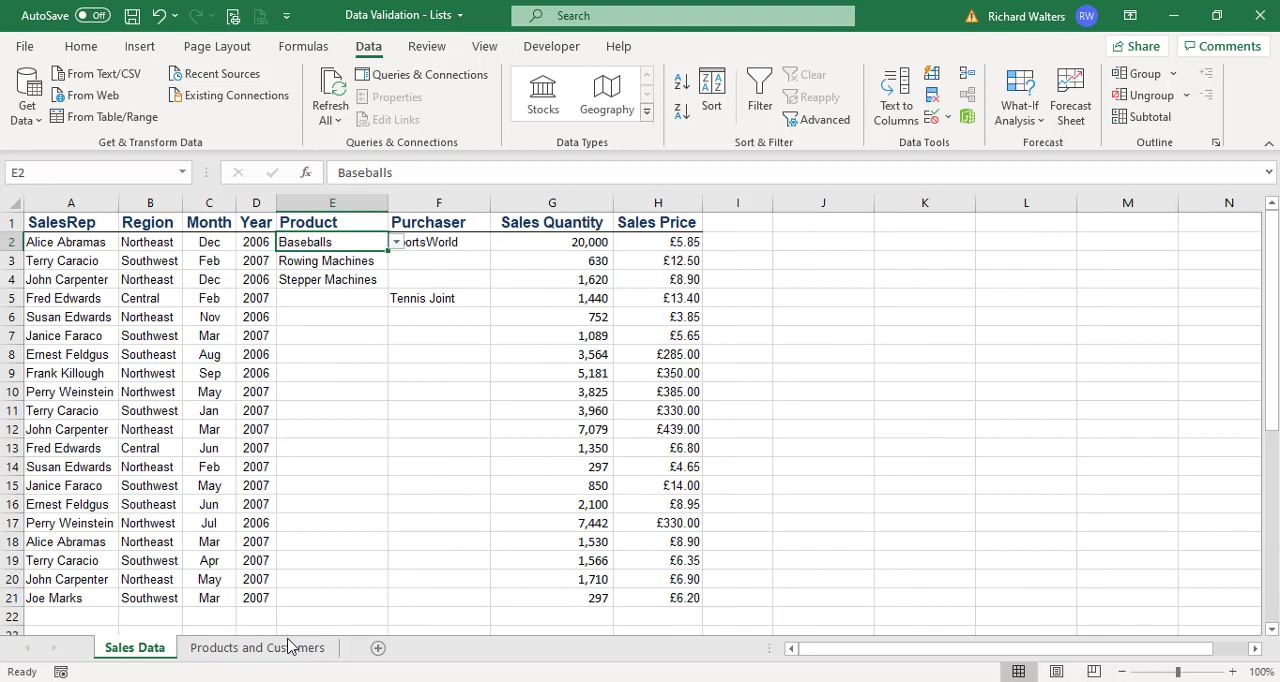 AutoSave Off Data Validation - Lists Search Richard Walters RW
File Home Insert Page Layout Formulas Data Review View Developer Help Share Comments
Get Data From Text/CSV From Web From Table/Range Recent Sources Existing Connections
Refresh All Queries & Connections Properties Edit Links
Stocks Geography
Sort Filter Clear Reapply Advanced
Text to Columns
What-If Analysis Forecast Sheet
Group Ungroup Subtotal
Get & Transform Data Queries & Connections Data Types Sort & Filter Data Tools Forecast Outline
E2 fx Baseballs
A B C D E F G H I J K L M N
1 SalesRep Region Month Year Product Purchaser Sales Quantity Sales Price
2 Alice Abramas Northeast Dec 2006 Baseballs ortsWorld 20,000 £5.85
3 Terry Caracio Southwest Feb 2007 Rowing Machines 630 £12.50
4 John Carpenter Northeast Dec 2006 Stepper Machines 1,620 £8.90
5 Fred Edwards Central Feb 2007 Tennis Joint 1,440 £13.40
6 Susan Edwards Northeast Nov 2006 752 £3.85
7 Janice Faraco Southwest Mar 2007 1,089 £5.65
8 Ernest Feldgus Southeast Aug 2006 3,564 £285.00
9 Frank Killough Northwest Sep 2006 5,181 £350.00
10 Perry Weinstein Northwest May 2007 3,825 £385.00
11 Terry Caracio Southwest Jan 2007 3,960 £330.00
12 John Carpenter Northeast Mar 2007 7,079 £439.00
13 Fred Edwards Central Jun 2007 1,350 £6.80
14 Susan Edwards Northeast Feb 2007 297 £4.65
15 Janice Faraco Southwest May 2007 850 £14.00
16 Ernest Feldgus Southeast Jun 2007 2,100 £8.95
17 Perry Weinstein Northwest Jul 2006 7,442 £330.00
18 Alice Abramas Northeast Mar 2007 1,530 £8.90
19 Terry Caracio Southwest Apr 2007 1,566 £6.35
20 John Carpenter Northeast May 2007 1,710 £6.90
21 Joe Marks Southwest Mar 2007 297 £6.20
22
Sales Data Products and Customers
Ready 100%